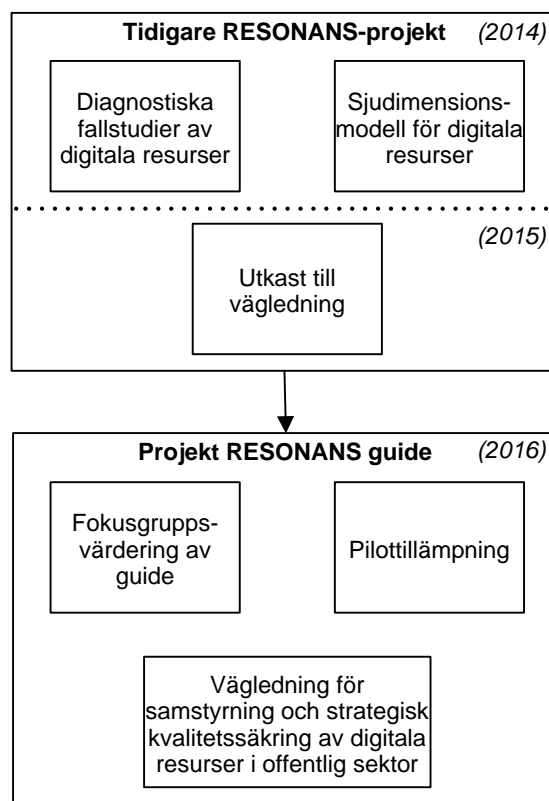 Tidigare RESONANS-projekt (2014)
Diagnostiska
fallstudier av
digitala resurser
Sjudimensions-
modell för digitala
resurser
(2015)
Utkast till
vägledning
Projekt RESONANS guide (2016)
Fokusgrupps-
värdering av
guide
Pilottillämpning
Vägledning för
samstyrning och strategisk
kvalitetssäkring av digitala
resurser i offentlig sektor